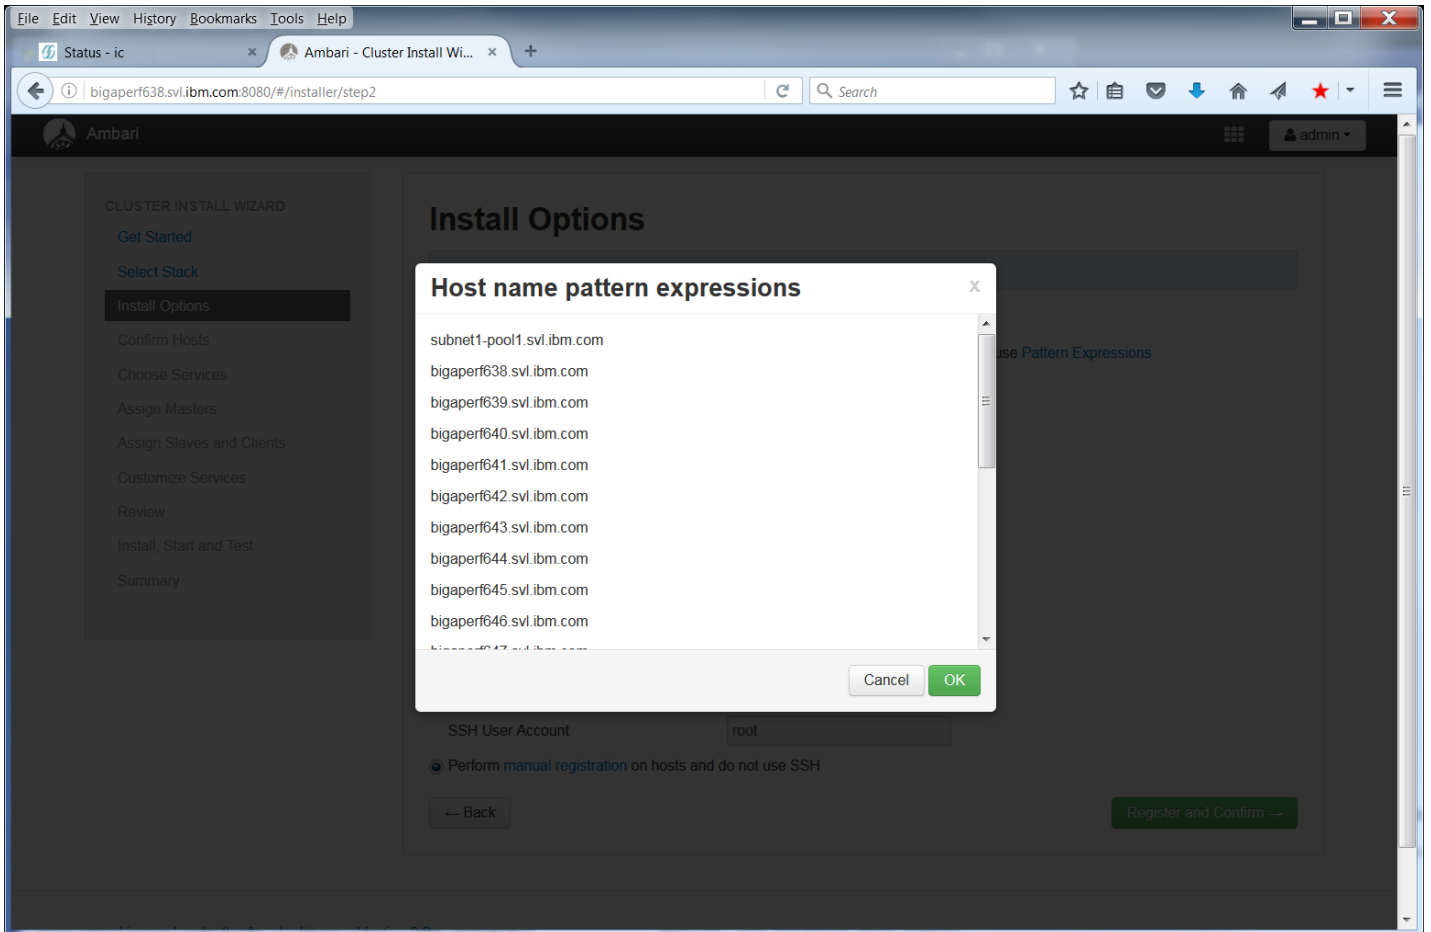 File Edit View History Bookmarks Tools Help
Status - ic × Ambari - Cluster Install Wi... × +
bigaperf638.svl.ibm.com:8080/#/installer/step2 Search
Ambari admin
CLUSTER INSTALL WIZARD
Get Started
Select Stack
Install Options
Confirm Hosts
Choose Services
Assign Masters
Assign Slaves and Clients
Customize Services
Review
Install, Start and Test
Summary
Install Options
use Pattern Expressions
Host name pattern expressions x
subnet1-pool1.svl.ibm.com
bigaperf638.svl.ibm.com
bigaperf639.svl.ibm.com
bigaperf640.svl.ibm.com
bigaperf641.svl.ibm.com
bigaperf642.svl.ibm.com
bigaperf643.svl.ibm.com
bigaperf644.svl.ibm.com
bigaperf645.svl.ibm.com
bigaperf646.svl.ibm.com
bigaperf647.svl.ibm.com
Cancel OK
SSH User Account root
Perform manual registration on hosts and do not use SSH
← Back Register and Confirm →